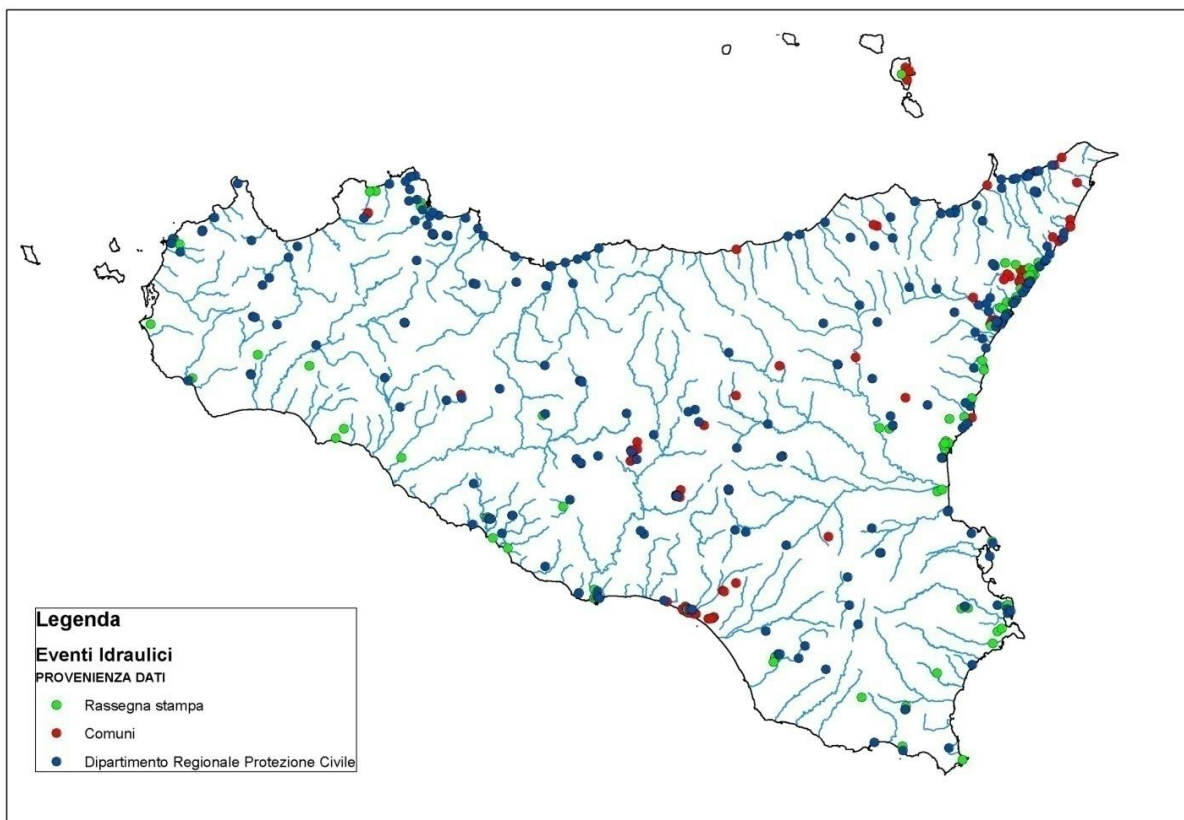 Legenda
Eventi Idraulici
PROVENIENZA DATI
Rassegna stampa
Comuni
Dipartimento Regionale Protezione Civile